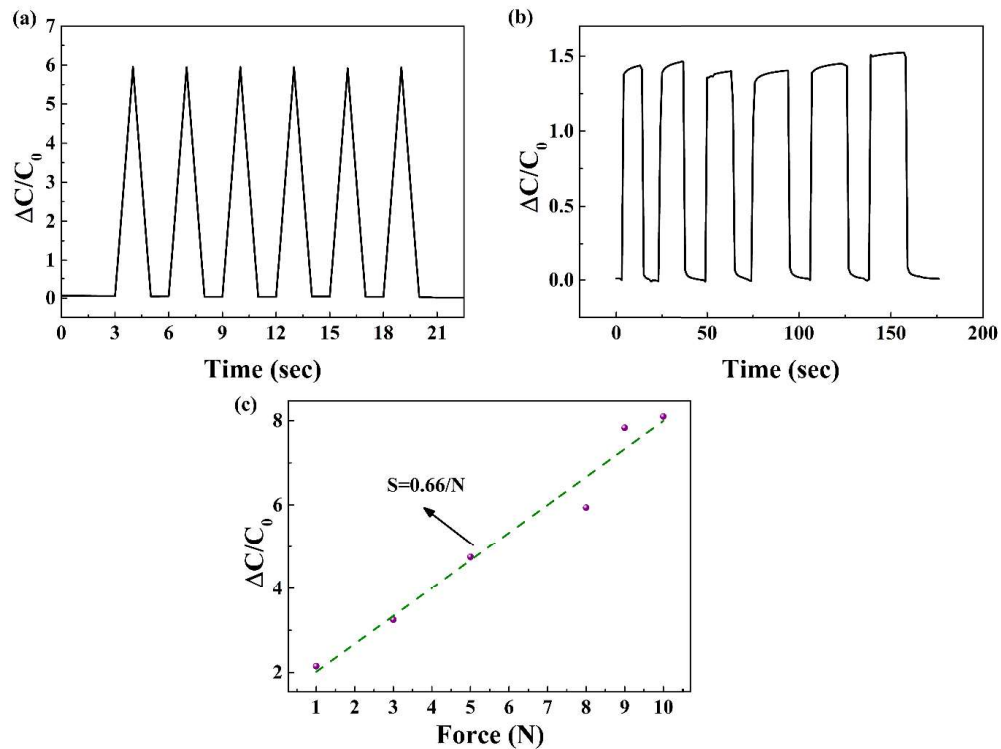 (a)
7
6
5
4
3
2
1
0
ΔC/C0
0 3 6 9 12 15 18 21
Time (sec)
(b)
1.5
1.0
0.5
0.0
ΔC/C0
0 50 100 150 200
Time (sec)
(c)
8
6
4
2
ΔC/C0
S=0.66/N
1 2 3 4 5 6 7 8 9 10
Force (N)